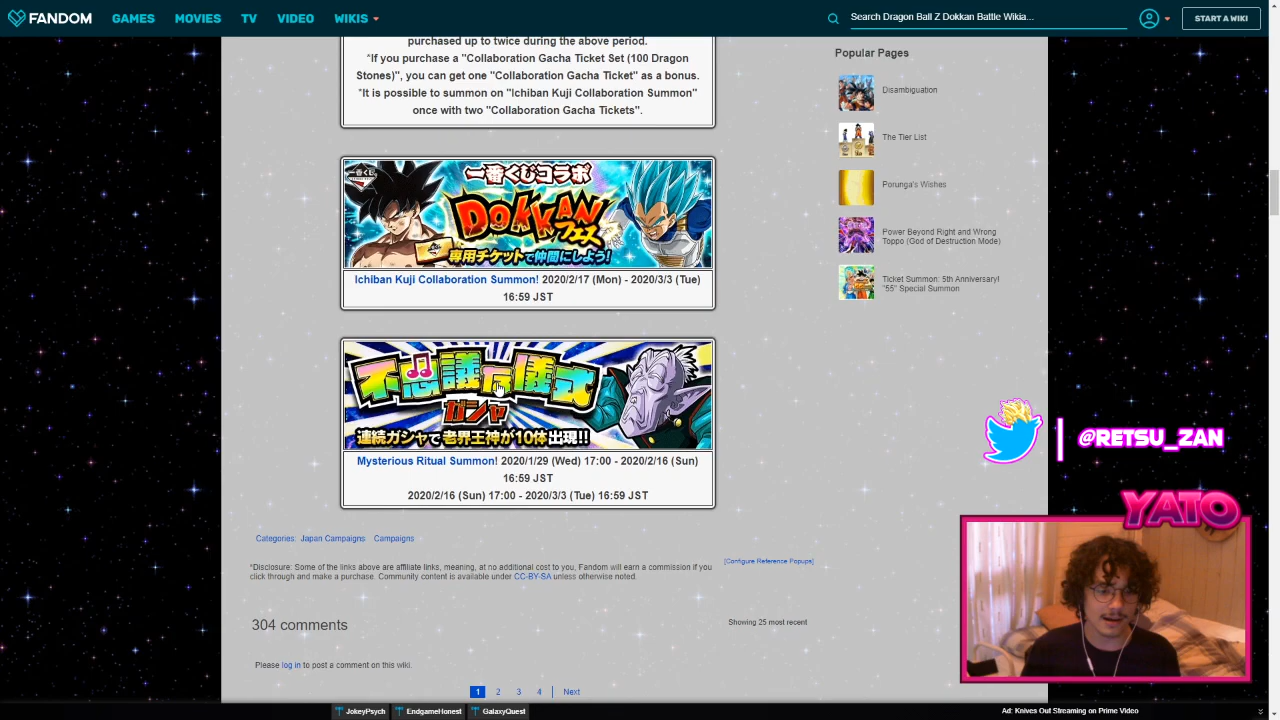 FANDOM
GAMES
MOVIES
TV
VIDEO
WIKIS
Search Dragon Ball Z Dokkan Battle Wikia...
START A WIKI
purchased up to twice during the above period.
*If you purchase a "Collaboration Gacha Ticket Set (100 Dragon
Stones)", you can get one "Collaboration Gacha Ticket" as a bonus.
*It is possible to summon on "Ichiban Kuji Collaboration Summon"
once with two "Collaboration Gacha Tickets".
一番くじ
一番くじコラボ
DOKKAN
フェス
専用チケットで仲間にしよう!
Ichiban Kuji Collaboration Summon! 2020/2/17 (Mon) - 2020/3/3 (Tue)
16:59 JST
不思議な儀式
ガシャ
連続ガシャで老界王神が10体出現!!
Mysterious Ritual Summon! 2020/1/29 (Wed) 17:00 - 2020/2/16 (Sun)
16:59 JST
2020/2/16 (Sun) 17:00 - 2020/3/3 (Tue) 16:59 JST
Categories: Japan Campaigns Campaigns
*Disclosure: Some of the links above are affiliate links, meaning, at no additional cost to you, Fandom will earn a commission if you
click through and make a purchase. Community content is available under CC-BY-SA unless otherwise noted.
[Configure Reference Popups]
304 comments
Showing 25 most recent
Please log in to post a comment on this wiki.
1 2 3 4 Next
Popular Pages
Disambiguation
The Tier List
Porunga's Wishes
Power Beyond Right and Wrong
Toppo (God of Destruction Mode)
Ticket Summon: 5th Anniversary!
"55" Special Summon
@RETSU_ZAN
YATO
JokeyPsych
EndgameHonest
GalaxyQuest
Ad: Knives Out Streaming on Prime Video